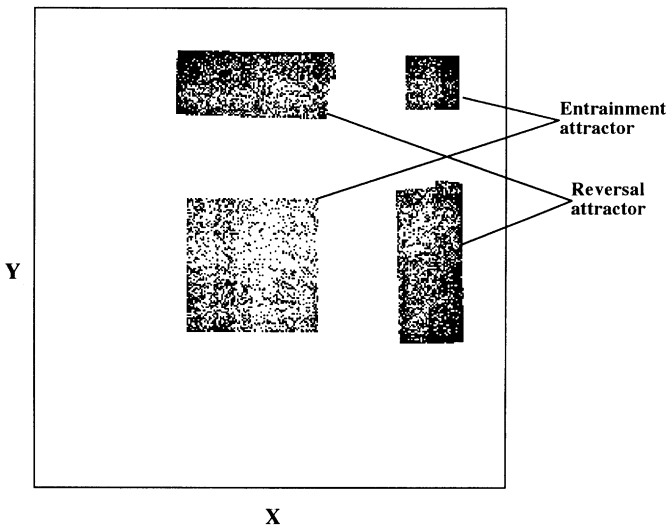 Entrainment
attractor
Reversal
attractor
Y
X